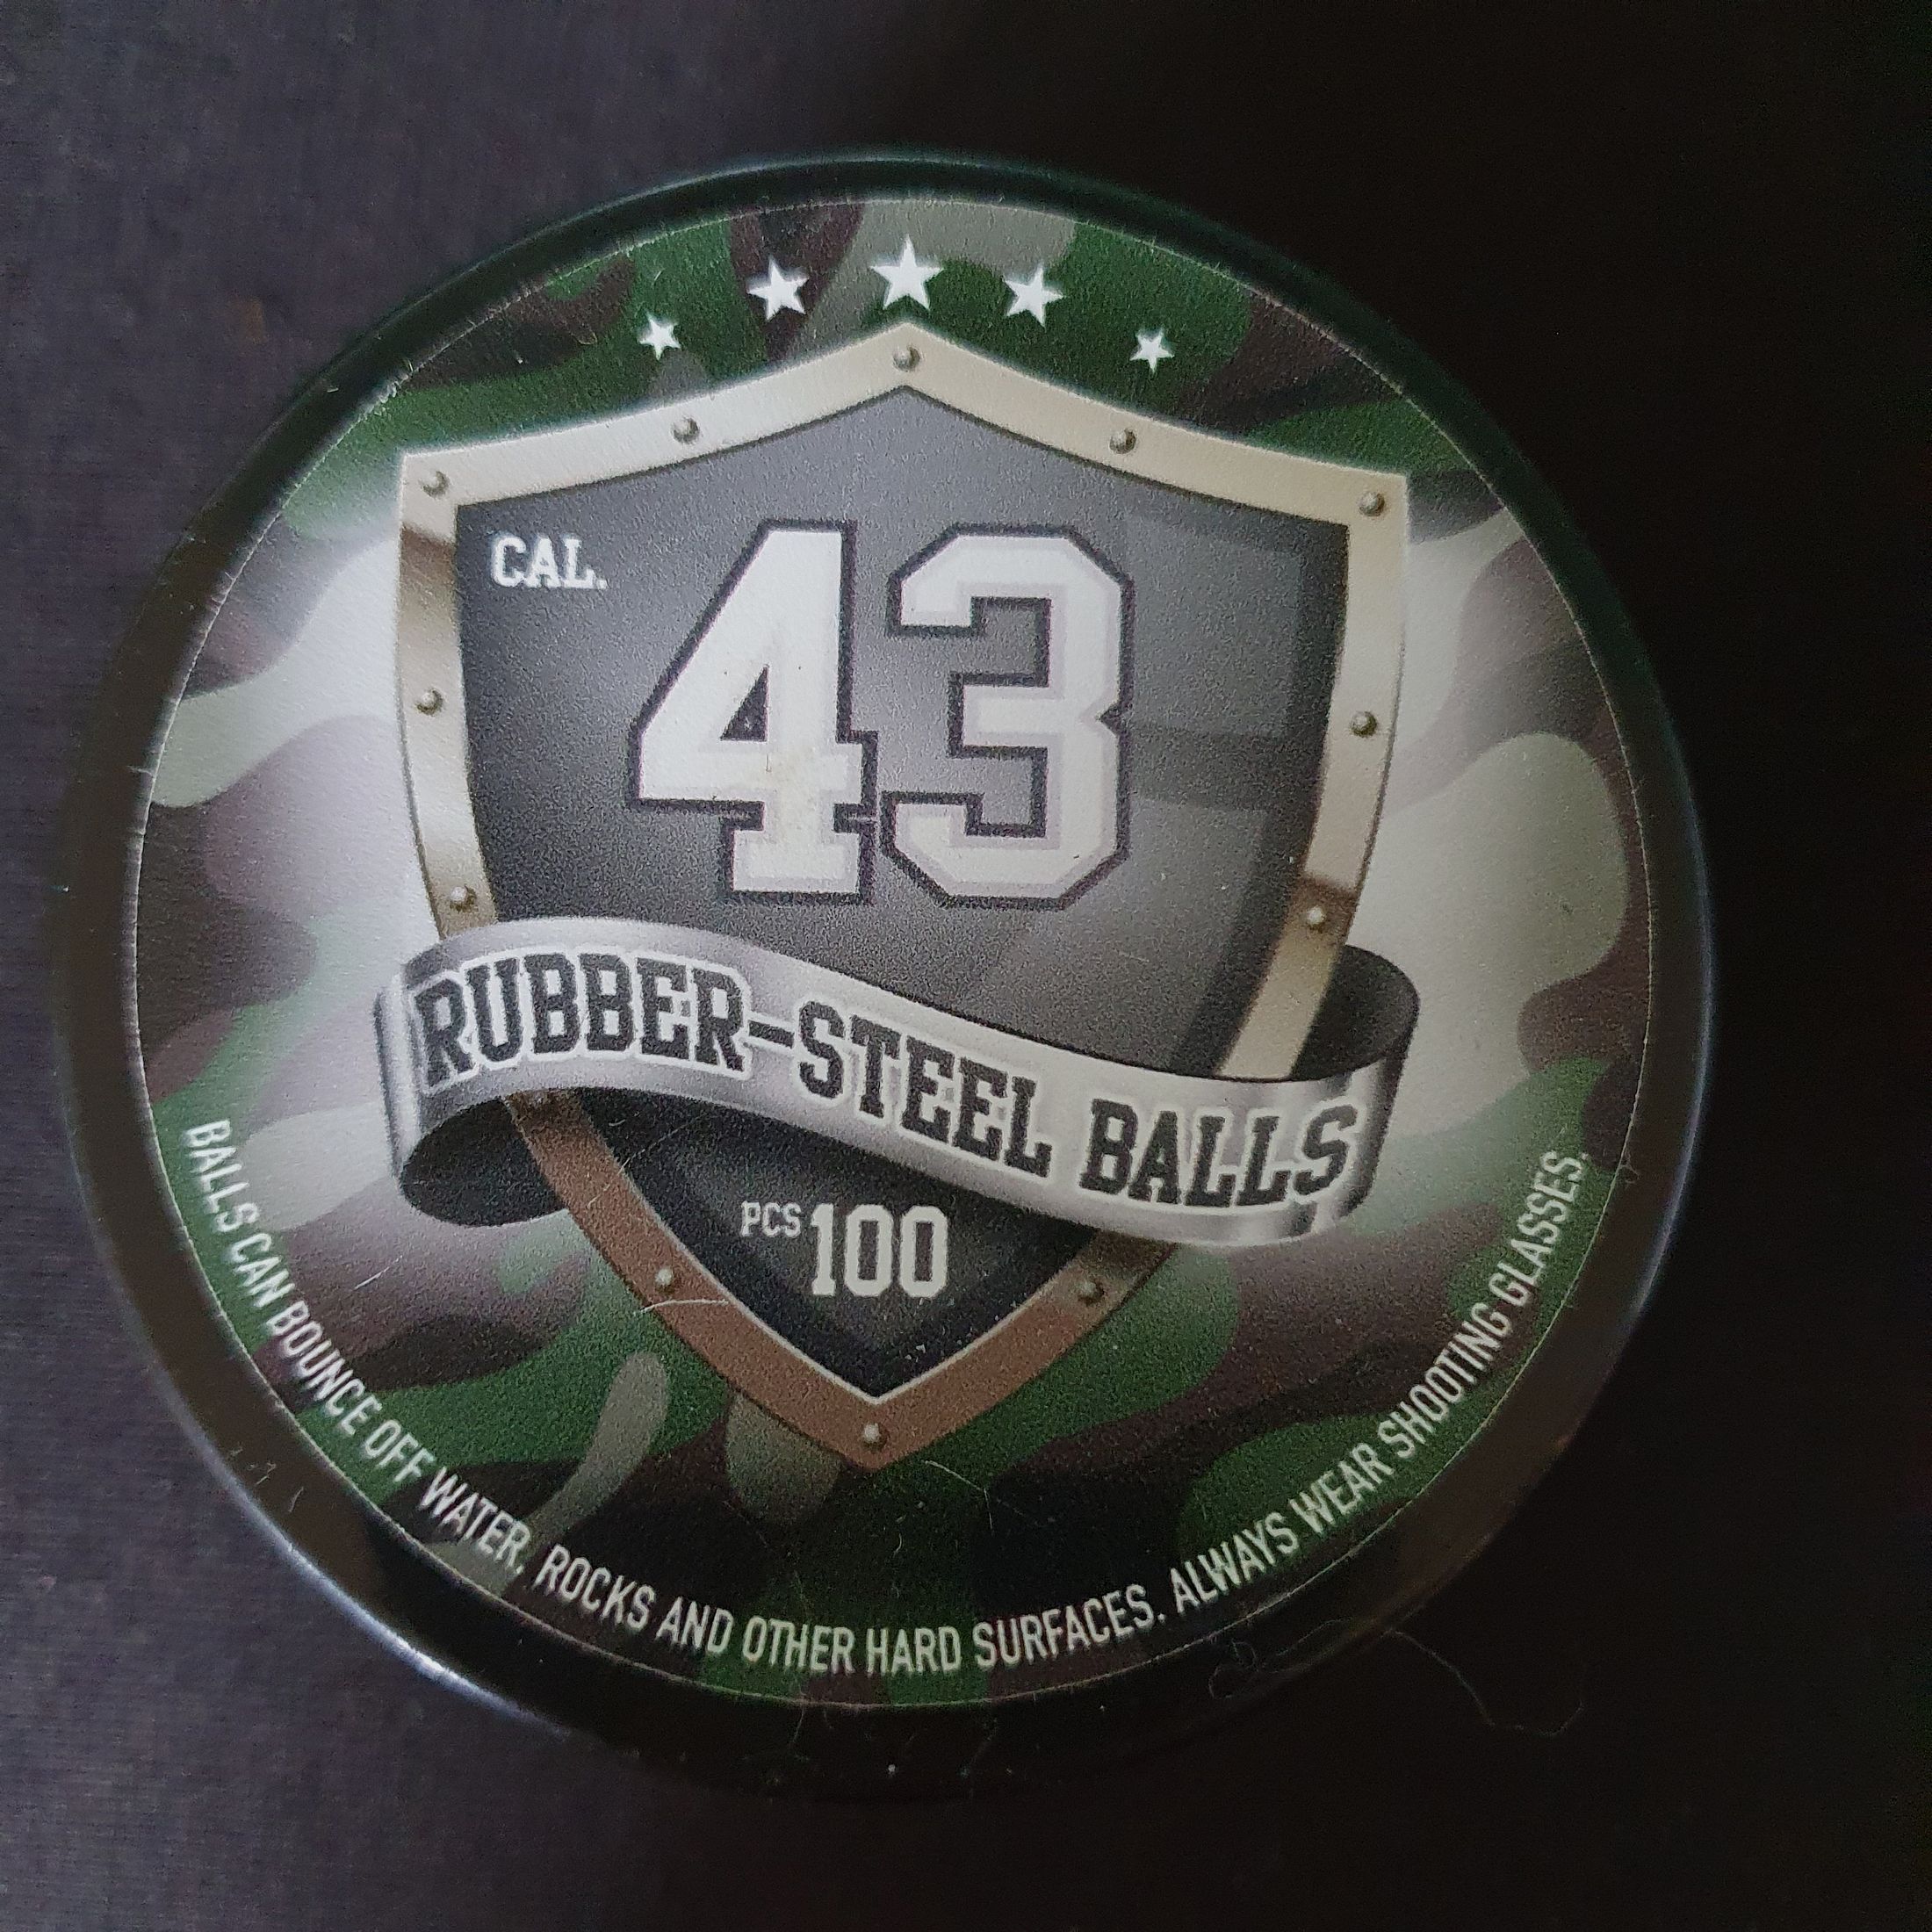 CAL.
43
RUBBER-STEEL BALLS
PCS 100
BALLS CAN BOUNCE OFF WATER, ROCKS AND OTHER HARD SURFACES. ALWAYS WEAR SHOOTING GLASSES.